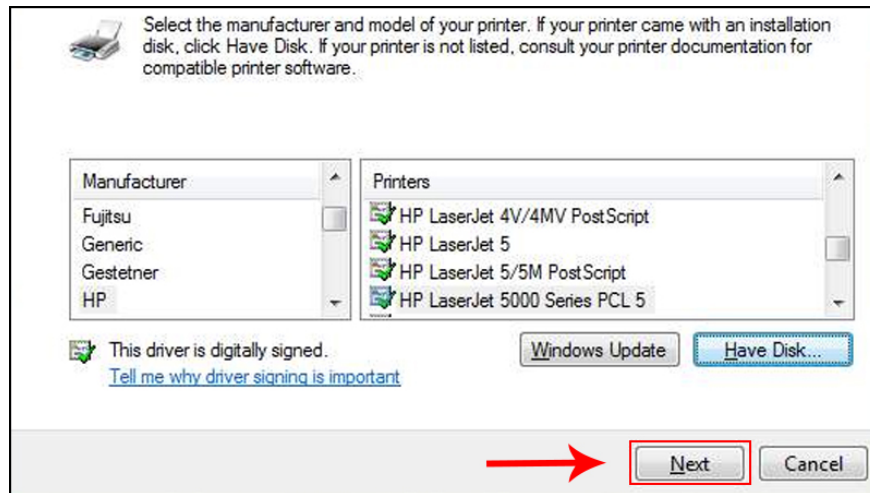 Select the manufacturer and model of your printer. If your printer came with an installation
disk, click Have Disk. If your printer is not listed, consult your printer documentation for
compatible printer software.
Manufacturer
Fujitsu
Generic
Gestetner
HP
Printers
HP LaserJet 4V/4MV PostScript
HP LaserJet 5
HP LaserJet 5/5M PostScript
HP LaserJet 5000 Series PCL 5
This driver is digitally signed.
Tell me why driver signing is important
Windows Update
Have Disk...
Next
Cancel